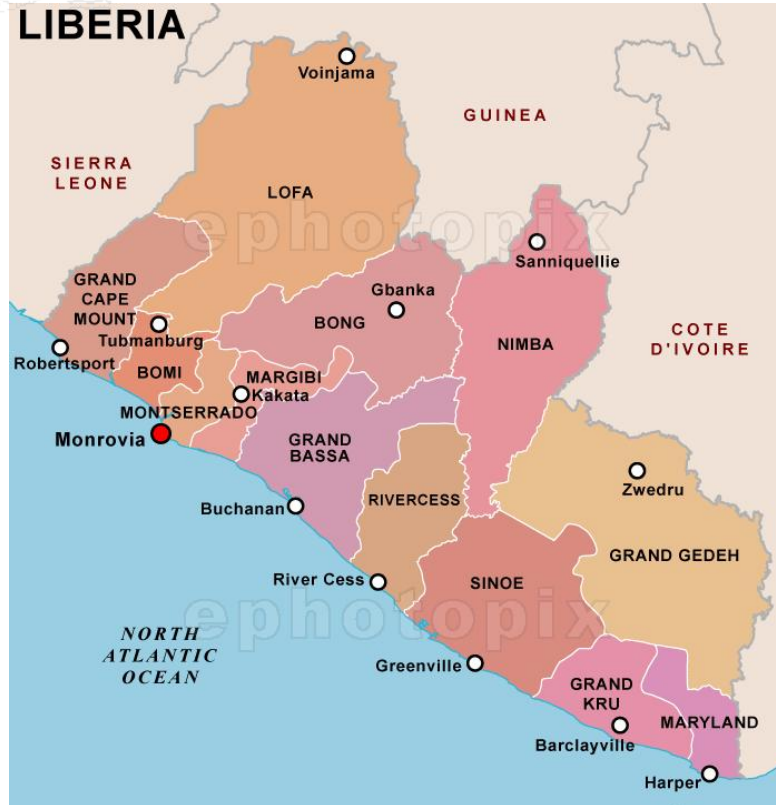 LIBERIA
Voinjama
GUINEA
SIERRA
LEONE
LOFA
ephotopix
Sanniquellie
GRAND
CAPE
MOUNT
Gbanka
BONG
Tubmanburg
NIMBA
COTE
D'IVOIRE
Robertsport
BOMI
MARGIBI
Kakata
MONTSERRADO
Monrovia
GRAND
BASSA
Zwedru
RIVERCESS
Buchanan
GRAND GEDEH
River Cess
SINOE
ephotopix
NORTH
ATLANTIC
OCEAN
Greenville
GRAND
KRU
MARYLAND
Barclayville
Harper